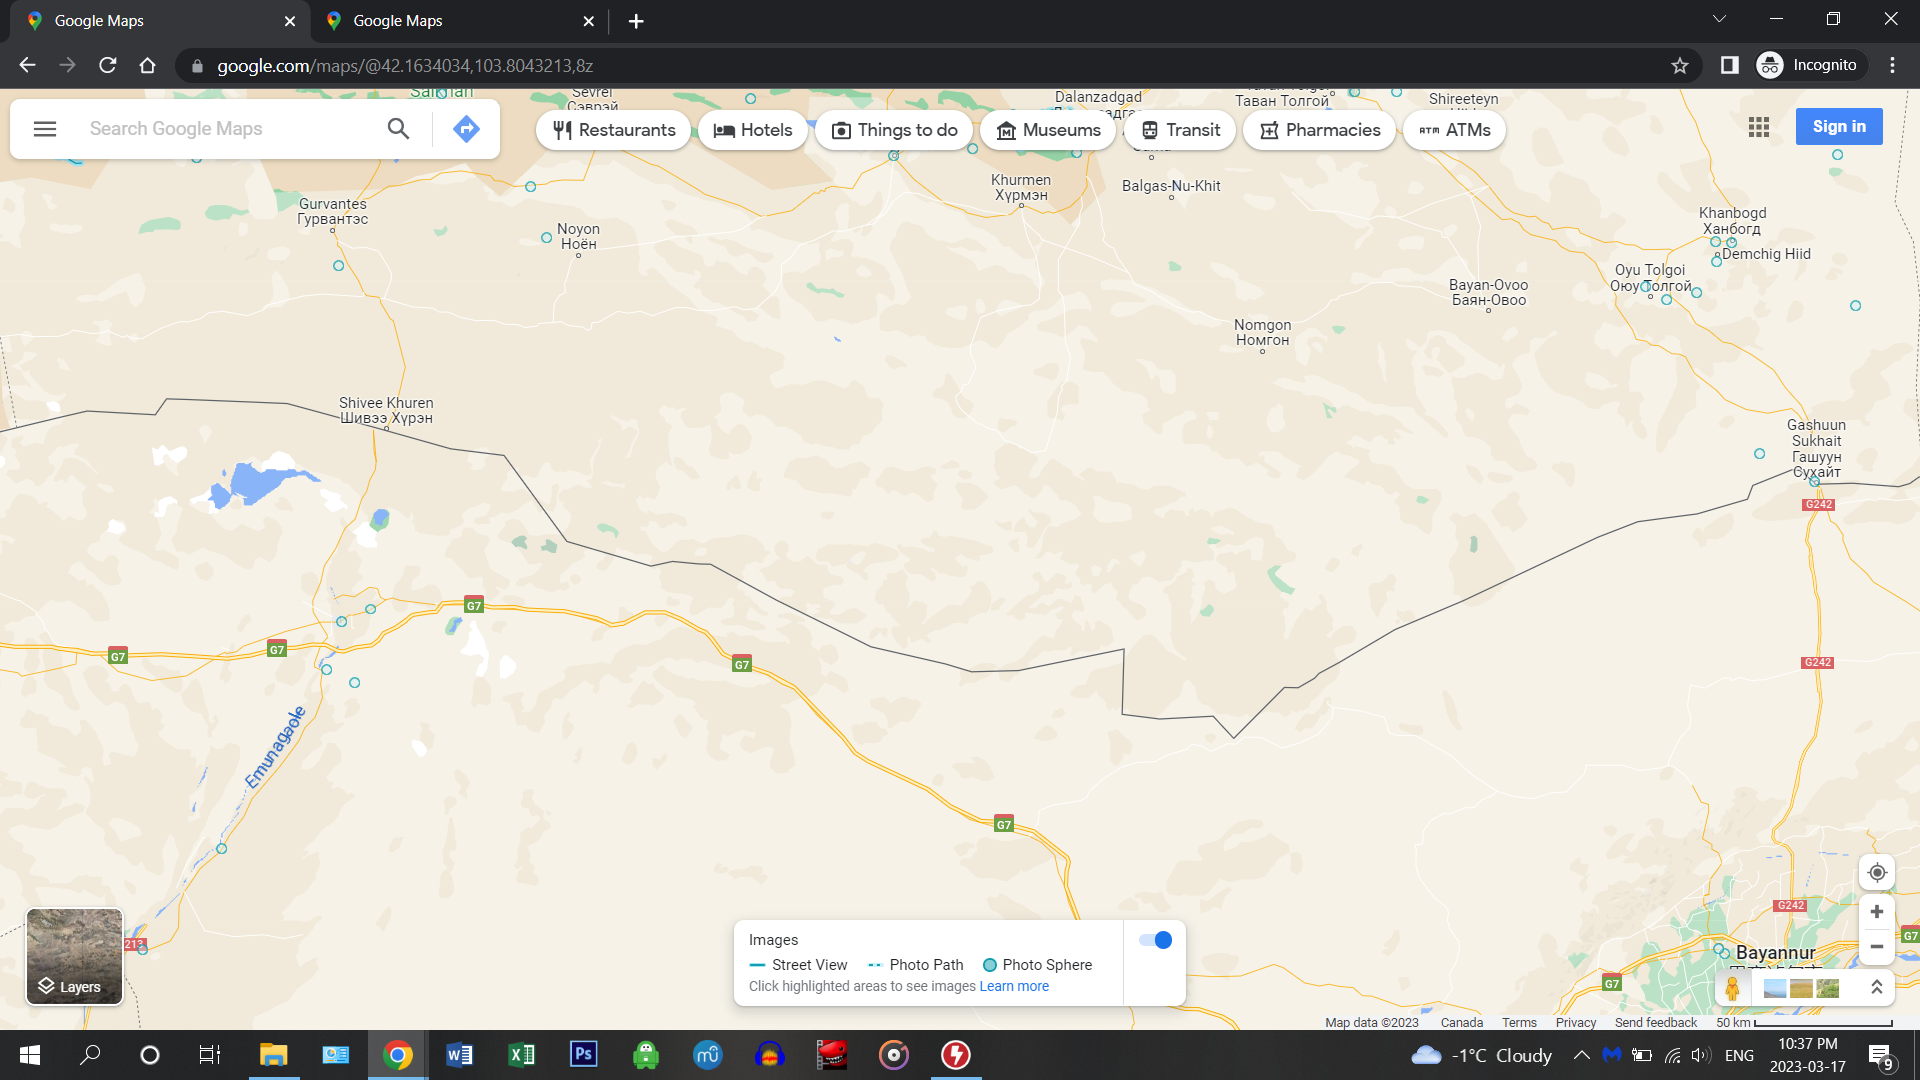 Google Maps
Google Maps
google.com/maps/@42.1634034,103.8043213,8z
Incognito
Search Google Maps
Restaurants
Hotels
Things to do
Museums
Transit
Pharmacies
ATM ATMs
Sign in
Sevrel
Сэврэй
Dalanzadgad
Таван Толгой
Shireeteyn
Khurmen
Хүрмэн
Balgas-Nu-Khit
Gurvantes
Гурвантэс
Noyon
Ноён
Khanbogd
Ханбогд
Demchig Hiid
Oyu Tolgoi
Оюу Толгой
Bayan-Ovoo
Баян-Овоо
Nomgon
Номгон
Shivee Khuren
Шивээ Хүрэн
Gashuun
Sukhait
Гашуун
Сухайт
G242
G7
G7
G7
G7
G242
Emunagaole
G7
G242
G7
213
Bayannur
G7
Layers
Images
Street View
Photo Path
Photo Sphere
Click highlighted areas to see images Learn more
Map data ©2023
Canada
Terms
Privacy
Send feedback
50 km
W
X
Ps
-1°C Cloudy
ENG
10:37 PM
2023-03-17
9